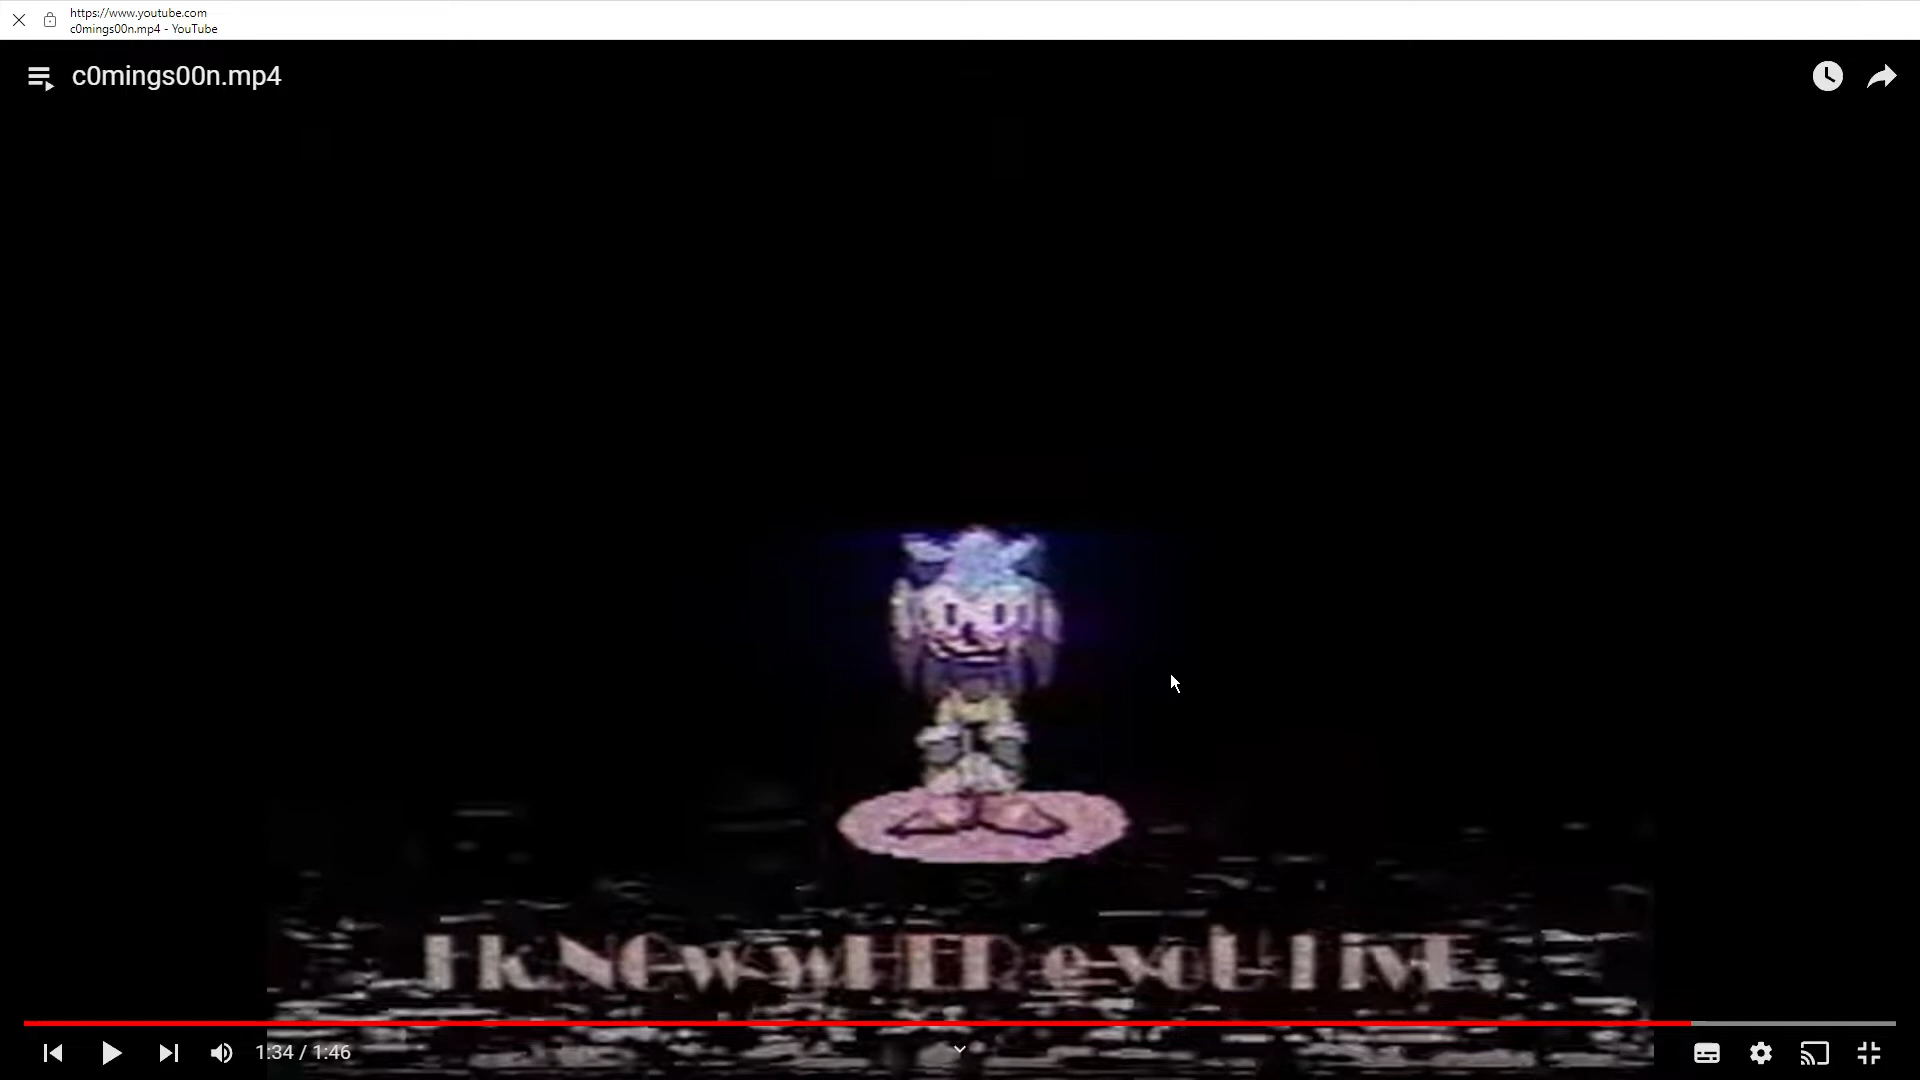 https://www.youtube.com
c0mings00n.mp4 - YouTube
c0mings00n.mp4
I kNOw wHERe yoU livE.
1:34 / 1:46